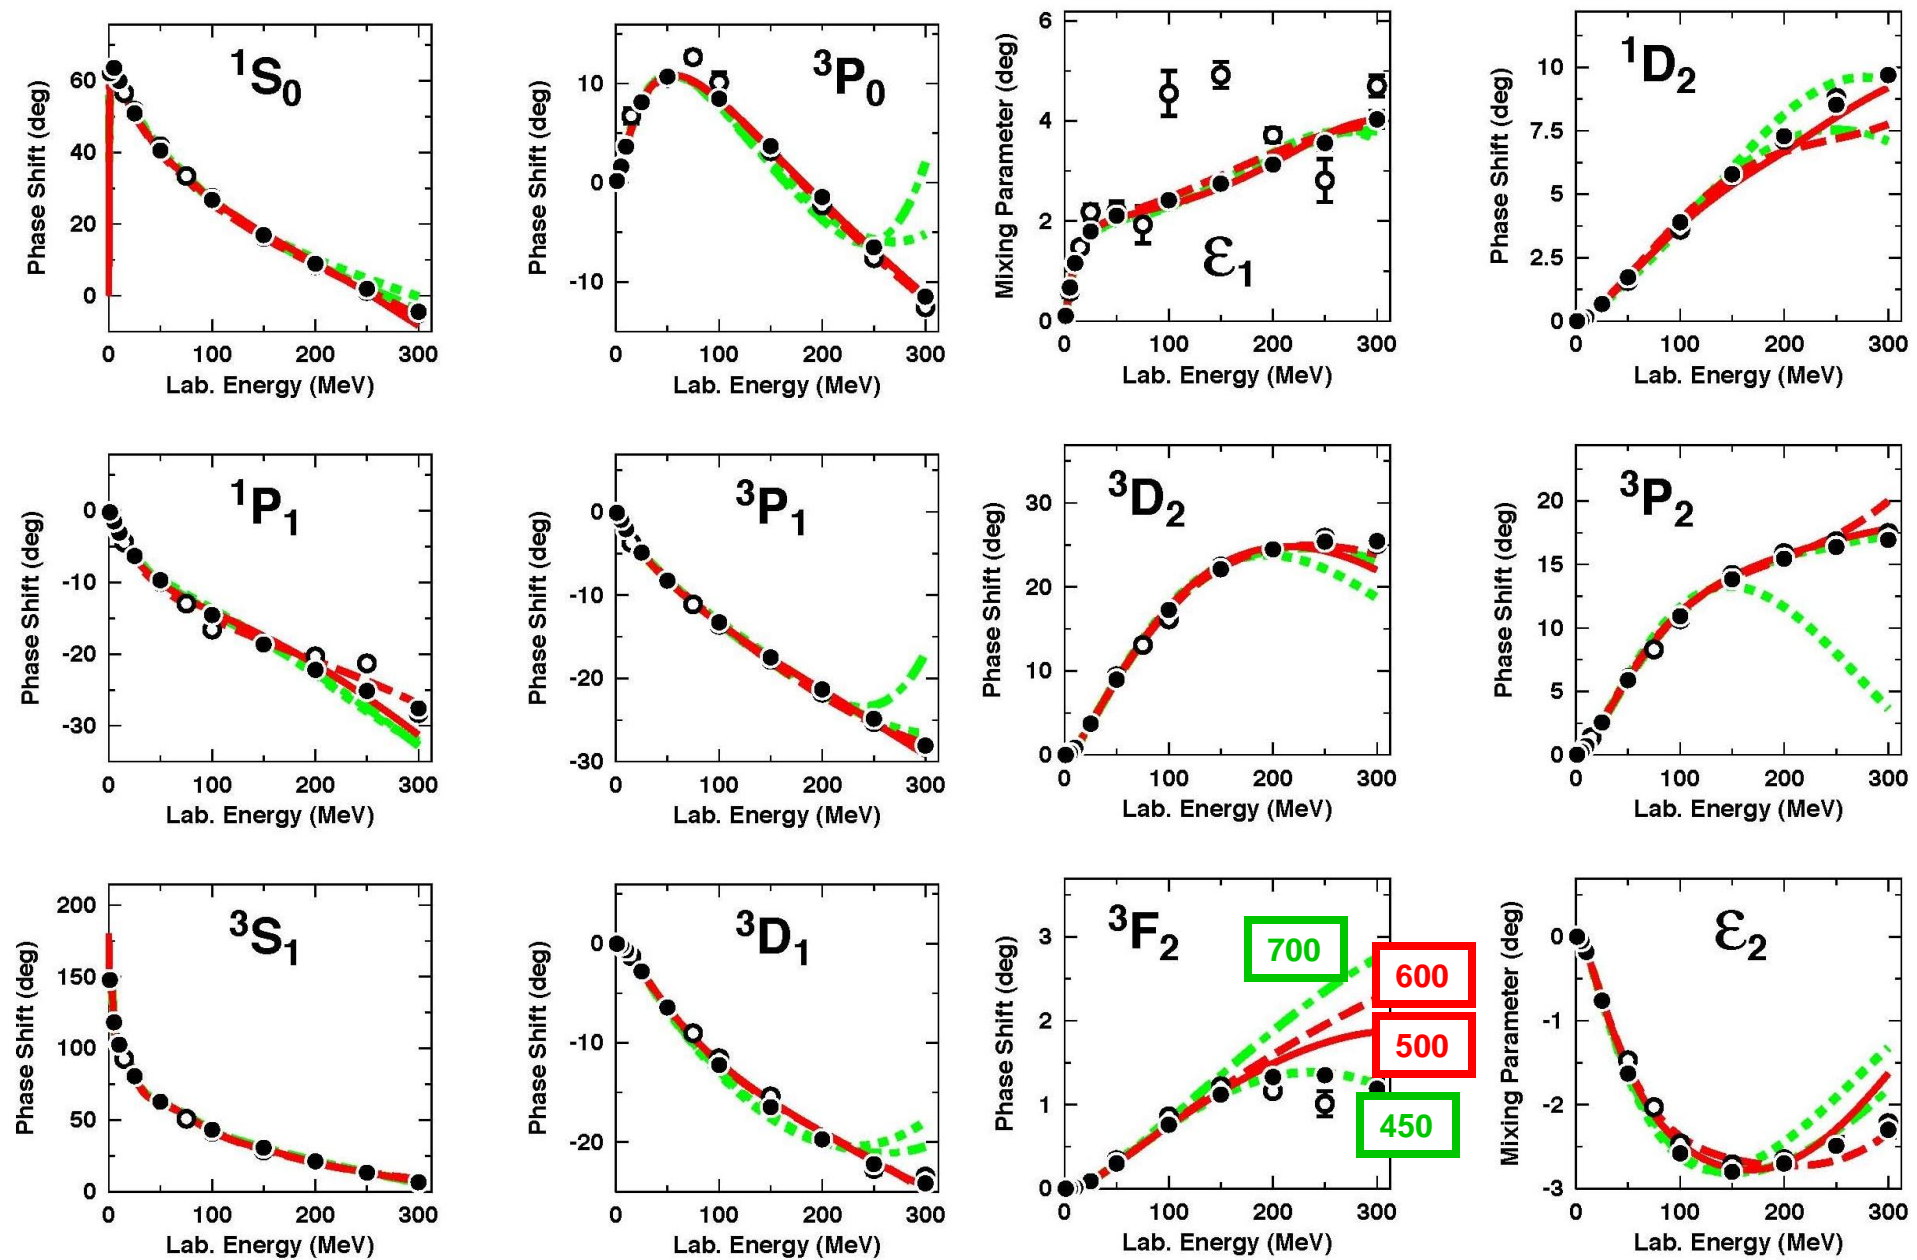 ¹S₀
Phase Shift (deg)
60
40
20
0
0 100 200 300
Lab. Energy (MeV)
³P₀
Phase Shift (deg)
10
0
-10
0 100 200 300
Lab. Energy (MeV)
ε₁
Mixing Parameter (deg)
6
4
2
0
0 100 200 300
Lab. Energy (MeV)
¹D₂
Phase Shift (deg)
10
7.5
5
2.5
0
0 100 200 300
Lab. Energy (MeV)
¹P₁
Phase Shift (deg)
0
-10
-20
-30
0 100 200 300
Lab. Energy (MeV)
³P₁
Phase Shift (deg)
0
-10
-20
-30
0 100 200 300
Lab. Energy (MeV)
³D₂
Phase Shift (deg)
30
20
10
0
0 100 200 300
Lab. Energy (MeV)
³P₂
Phase Shift (deg)
20
15
10
5
0
0 100 200 300
Lab. Energy (MeV)
³S₁
Phase Shift (deg)
200
150
100
50
0
0 100 200 300
Lab. Energy (MeV)
³D₁
Phase Shift (deg)
0
-10
-20
0 100 200 300
Lab. Energy (MeV)
³F₂
Phase Shift (deg)
3
2
1
0
700
600
500
450
0 100 200 300
Lab. Energy (MeV)
ε₂
Mixing Parameter (deg)
0
-1
-2
-3
0 100 200 300
Lab. Energy (MeV)